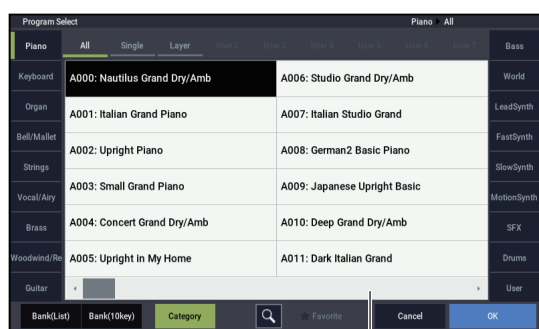 Program Select
Piano All
All Single Layer User 2 User 3 User 4 User 5 User 6 User 7
Piano
Keyboard
Organ
Bell/Mallet
Strings
Vocal/Airy
Brass
Woodwind/Re
Guitar
A000: Nautilus Grand Dry/Amb
A001: Italian Grand Piano
A002: Upright Piano
A003: Small Grand Piano
A004: Concert Grand Dry/Amb
A005: Upright in My Home
A006: Studio Grand Dry/Amb
A007: Italian Studio Grand
A008: German2 Basic Piano
A009: Japanese Upright Basic
A010: Deep Grand Dry/Amb
A011: Dark Italian Grand
Bass
World
LeadSynth
FastSynth
SlowSynth
MotionSynth
SFX
Drums
User
Bank(List) Bank(10key) Category Favorite Cancel OK